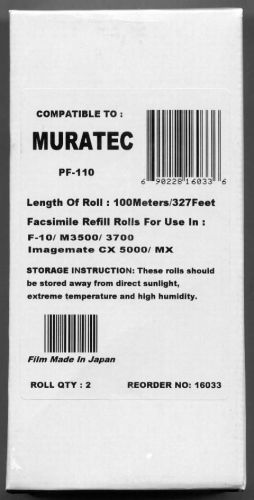 COMPATIBLE TO :
MURATEC
PF-110
6 90228 16033 6
Length Of Roll : 100Meters/327Feet
Facsimile Refill Rolls For Use In :
F-10/ M3500/ 3700
Imagemate CX 5000/ MX
STORAGE INSTRUCTION: These rolls should
be stored away from direct sunlight,
extreme temperature and high humidity.
Film Made In Japan
ROLL QTY : 2 REORDER NO: 16033